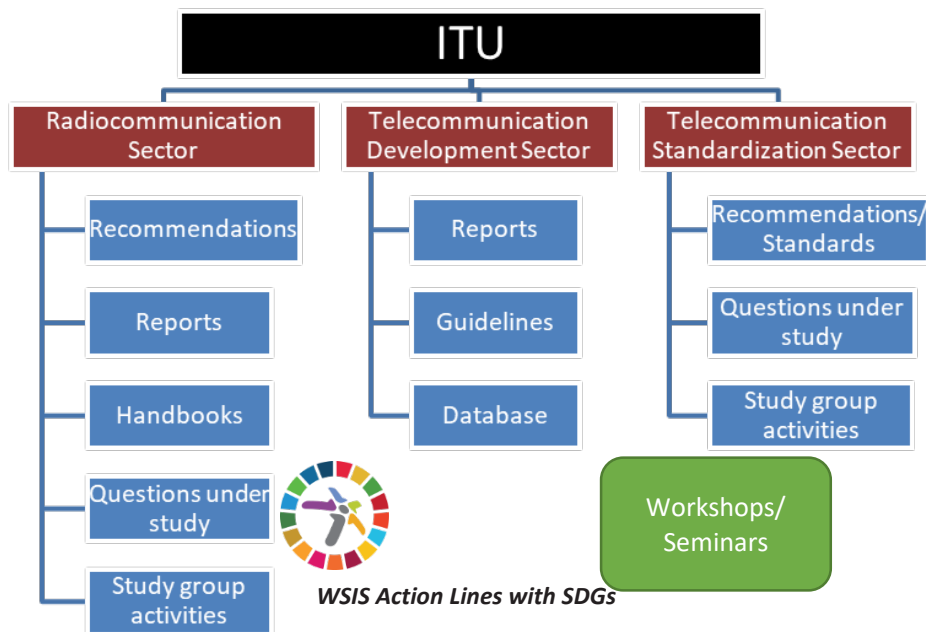 ITU
Radiocommunication
Sector
Recommendations
Reports
Handbooks
Questions under
study
Study group
activities
Telecommunication
Development Sector
Reports
Guidelines
Database
Telecommunication
Standardization Sector
Recommendations/
Standards
Questions under
study
Study group
activities
Workshops/
Seminars
WSIS Action Lines with SDGs